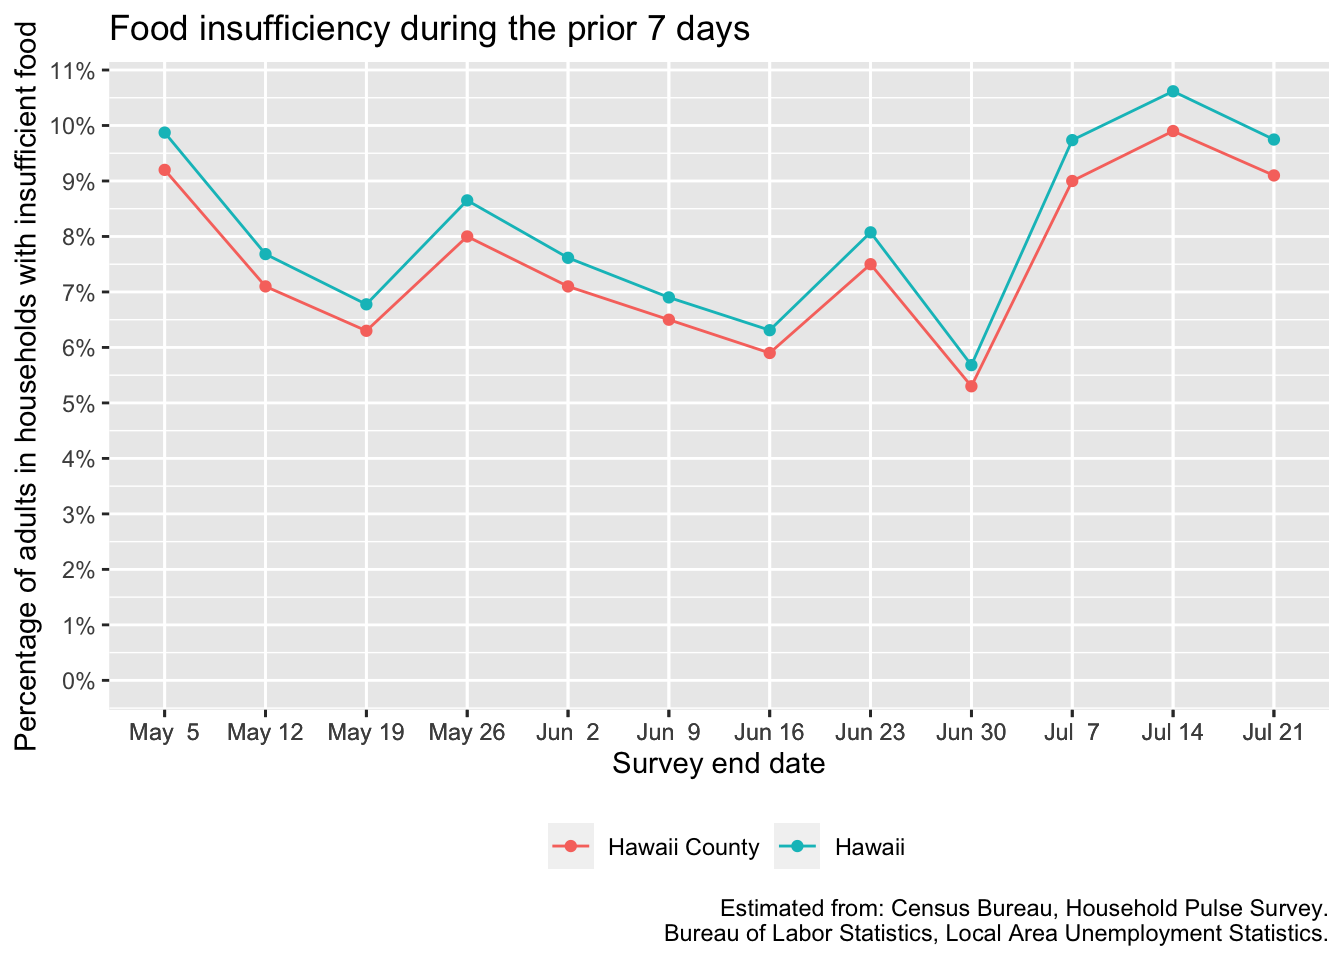 Food insufficiency during the prior 7 days
Percentage of adults in households with insufficient food
11%
10%
9%
8%
7%
6%
5%
4%
3%
2%
1%
0%
May  5 May 12 May 19 May 26 Jun  2 Jun  9 Jun 16 Jun 23 Jun 30 Jul  7 Jul 14 Jul 21
Survey end date
Hawaii County Hawaii
Estimated from: Census Bureau, Household Pulse Survey.
Bureau of Labor Statistics, Local Area Unemployment Statistics.